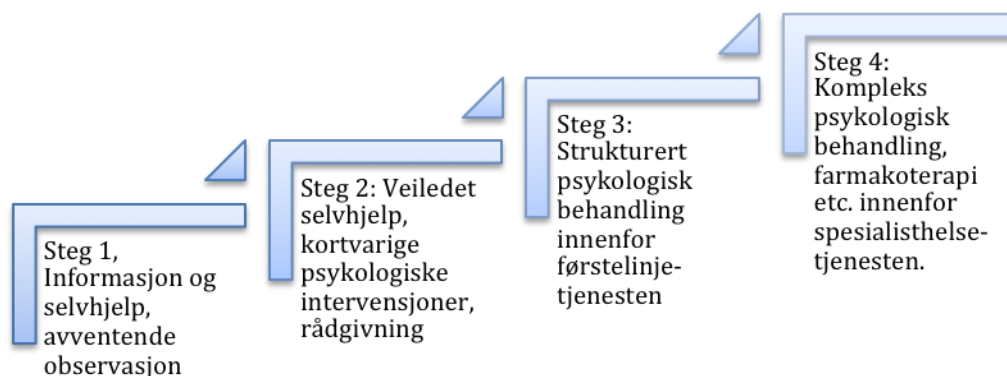 Steg 1,
Informasjon og
selvhjelp,
avventende
observasjon
Steg 2: Veiledet
selvhjelp,
kortvarige
psykologiske
intervensjoner,
rådgivning
Steg 3:
Strukturert
psykologisk
behandling
innenfor
førstelinje-
tjenesten
Steg 4:
Kompleks
psykologisk
behandling,
farmakoterapi
etc. innenfor
spesialisthelse-
tjenesten.